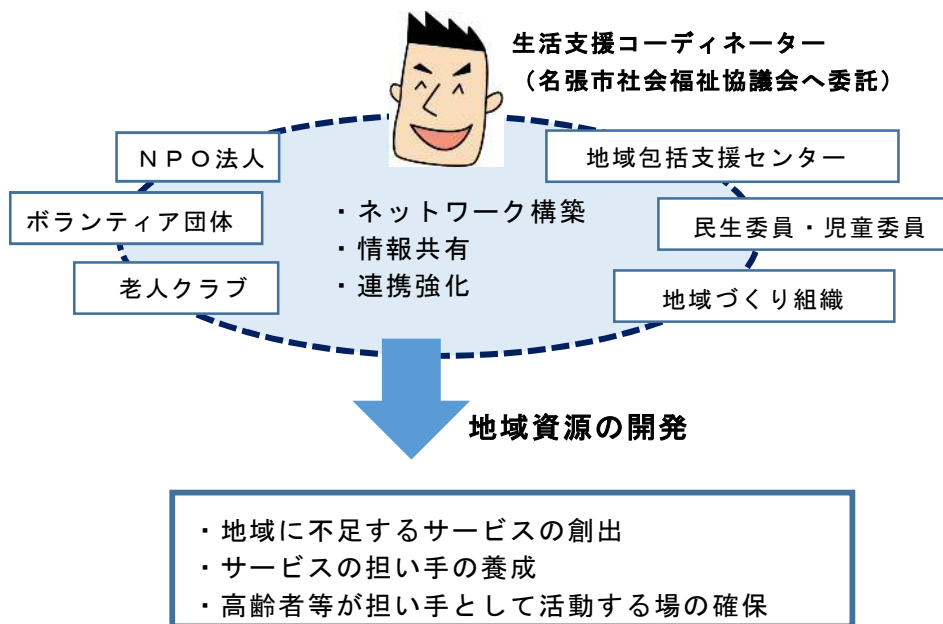 生活支援コーディネーター
（名張市社会福祉協議会へ委託）
ＮＰＯ法人
ボランティア団体
老人クラブ
・ネットワーク構築
・情報共有
・連携強化
地域包括支援センター
民生委員・児童委員
地域づくり組織
地域資源の開発
・地域に不足するサービスの創出
・サービスの担い手の養成
・高齢者等が担い手として活動する場の確保